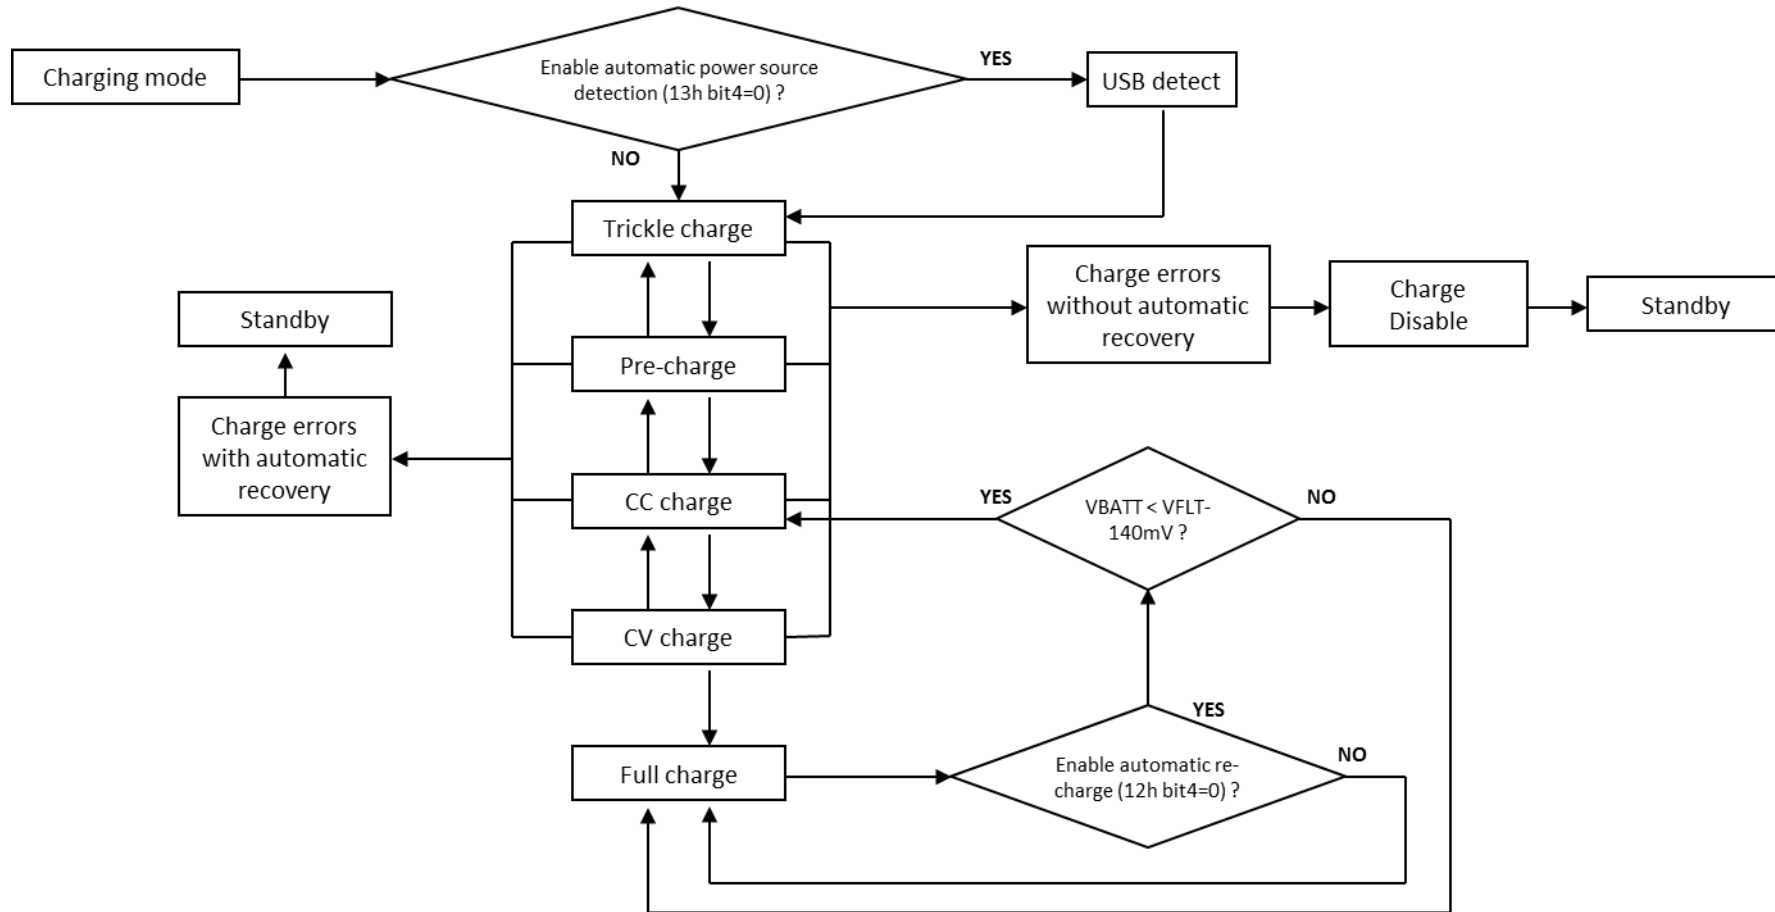 Charging mode
Enable automatic power source
detection (13h bit4=0) ?
YES
USB detect
NO
Trickle charge
Charge errors
without automatic
recovery
Charge
Disable
Standby
Standby
Pre-charge
Charge errors
with automatic
recovery
CC charge
YES
VBATT < VFLT-
140mV ?
NO
CV charge
YES
Full charge
Enable automatic re-
charge (12h bit4=0) ?
NO